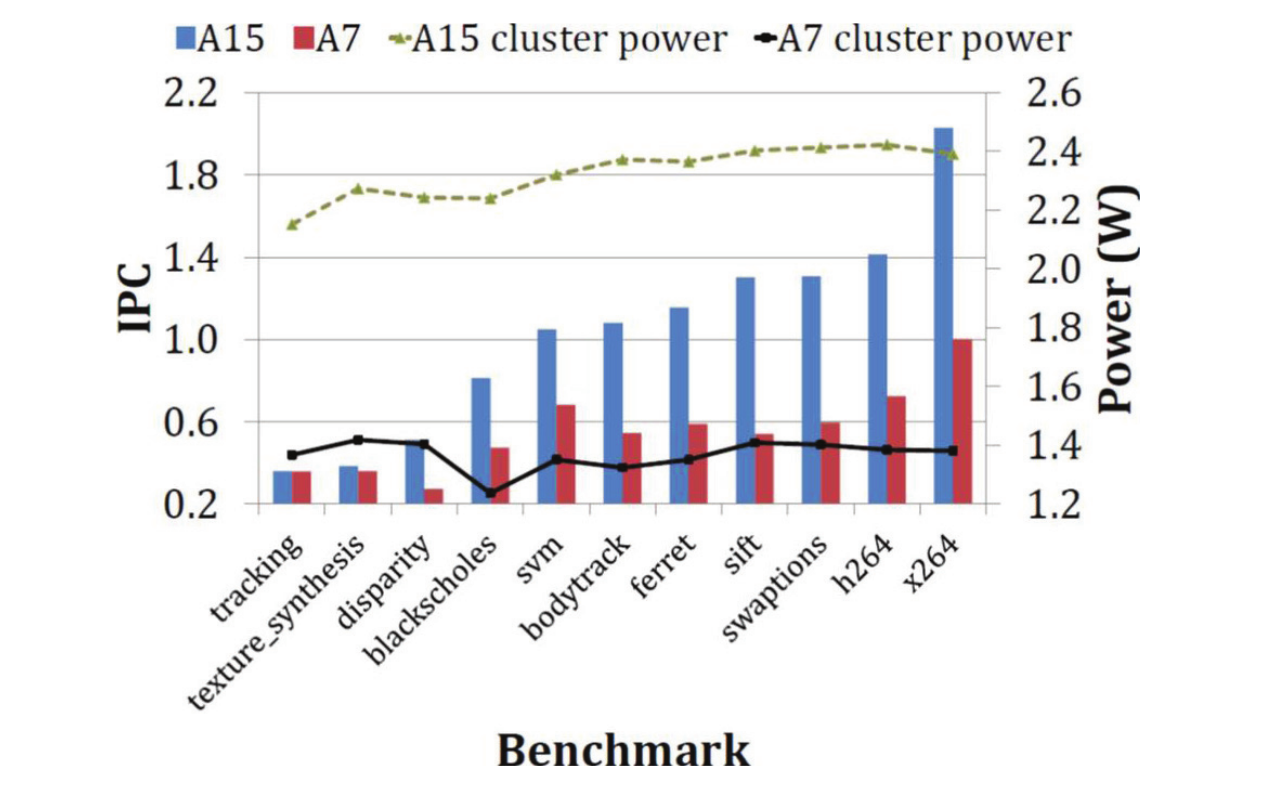 A15 A7 A15 cluster power A7 cluster power
2.2 2.6
1.8 2.4
1.4 2.2
1.0 2.0
0.6 1.8
0.2 1.6
1.4
1.2
IPC
Power (W)
tracking
texture_synthesis
disparity
blackscholes
svm
bodytrack
ferret
sift
swaptions
h264
x264
Benchmark